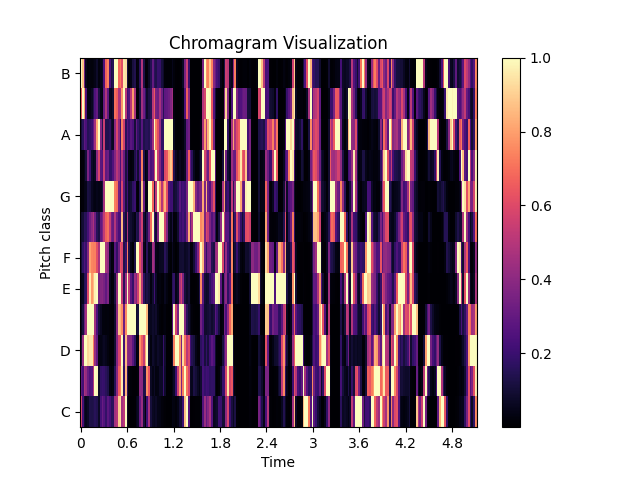 Chromagram Visualization
Pitch class
B
A
G
F
E
D
C
0 0.6 1.2 1.8 2.4 3 3.6 4.2 4.8
Time
1.0
0.8
0.6
0.4
0.2